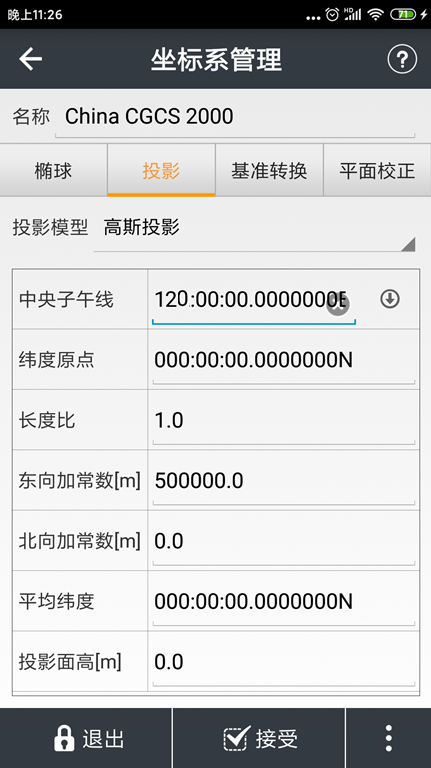 晚上11:26
HD
71
坐标系管理
?
名称 China CGCS 2000
椭球 投影 基准转换 平面校正
投影模型 高斯投影
中央子午线 120:00:00.0000000E
纬度原点 000:00:00.0000000N
长度比 1.0
东向加常数[m] 500000.0
北向加常数[m] 0.0
平均纬度 000:00:00.0000000N
投影面高[m] 0.0
退出 接受